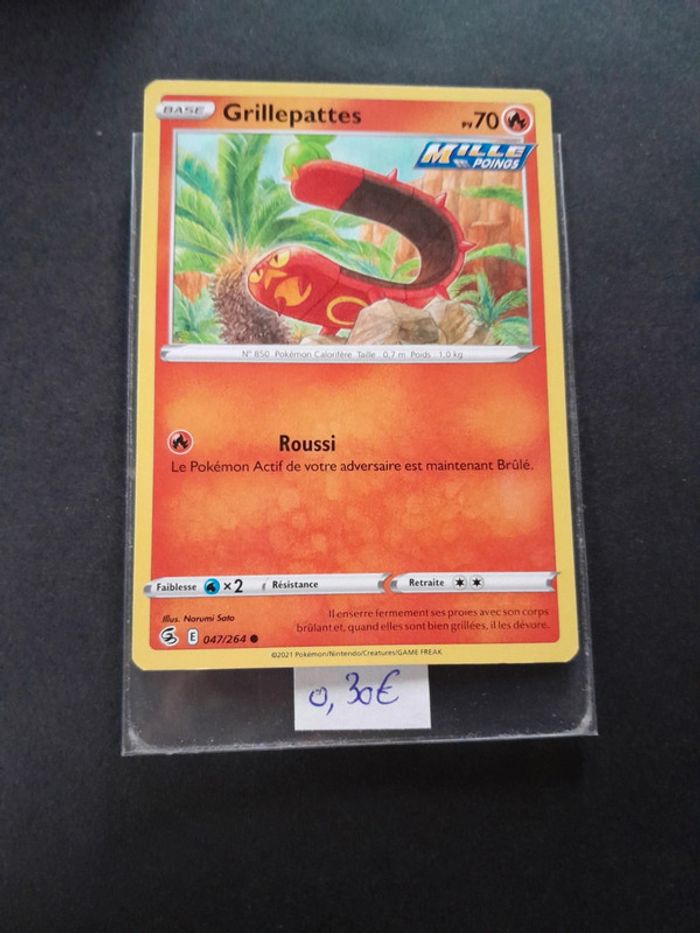 BASE Grillepattes PV70
MILLE
POINGS
N° 850 Pokémon Calorifère Taille : 0,7 m Poids : 1,0 kg
Roussi
Le Pokémon Actif de votre adversaire est maintenant Brûlé.
Faiblesse ×2 Résistance Retraite
Illus. Narumi Sato
Il enserre fermement ses proies avec son corps
brûlant et, quand elles sont bien grillées, il les dévore.
E 047/264
©2021 Pokémon/Nintendo/Creatures/GAME FREAK
0,30€